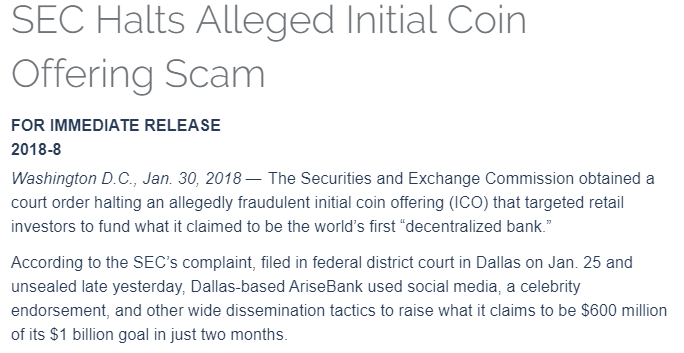 SEC Halts Alleged Initial Coin
Offering Scam
FOR IMMEDIATE RELEASE
2018-8
Washington D.C., Jan. 30, 2018 — The Securities and Exchange Commission obtained a
court order halting an allegedly fraudulent initial coin offering (ICO) that targeted retail
investors to fund what it claimed to be the world’s first “decentralized bank.”
According to the SEC’s complaint, filed in federal district court in Dallas on Jan. 25 and
unsealed late yesterday, Dallas-based AriseBank used social media, a celebrity
endorsement, and other wide dissemination tactics to raise what it claims to be $600 million
of its $1 billion goal in just two months.